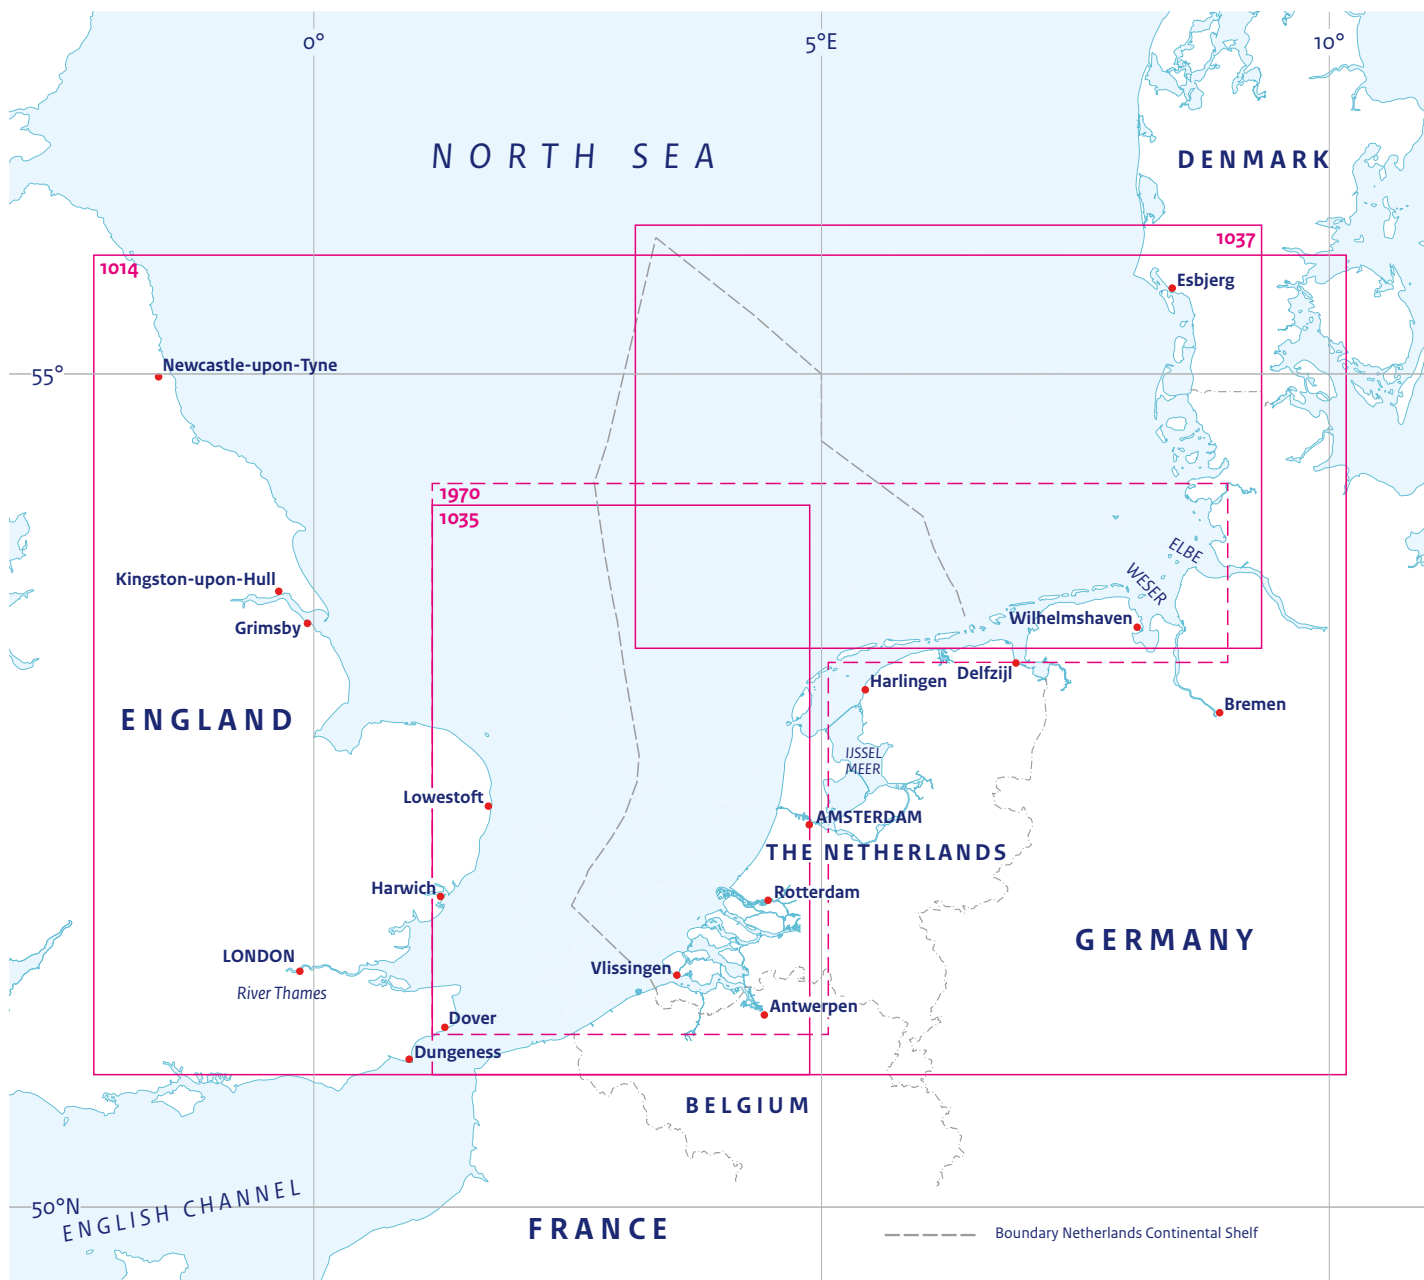 0°
5°E
10°
NORTH SEA
DENMARK
1037
1014
Esbjerg
Newcastle-upon-Tyne
55°
1970
1035
ELBE
WESER
Kingston-upon-Hull
Grimsby
Wilhelmshaven
Delfzijl
Harlingen
Bremen
ENGLAND
IJSSEL
MEER
Lowestoft
AMSTERDAM
THE NETHERLANDS
Harwich
Rotterdam
GERMANY
LONDON
Vlissingen
River Thames
Antwerpen
Dover
Dungeness
BELGIUM
50°N
ENGLISH CHANNEL
FRANCE
Boundary Netherlands Continental Shelf